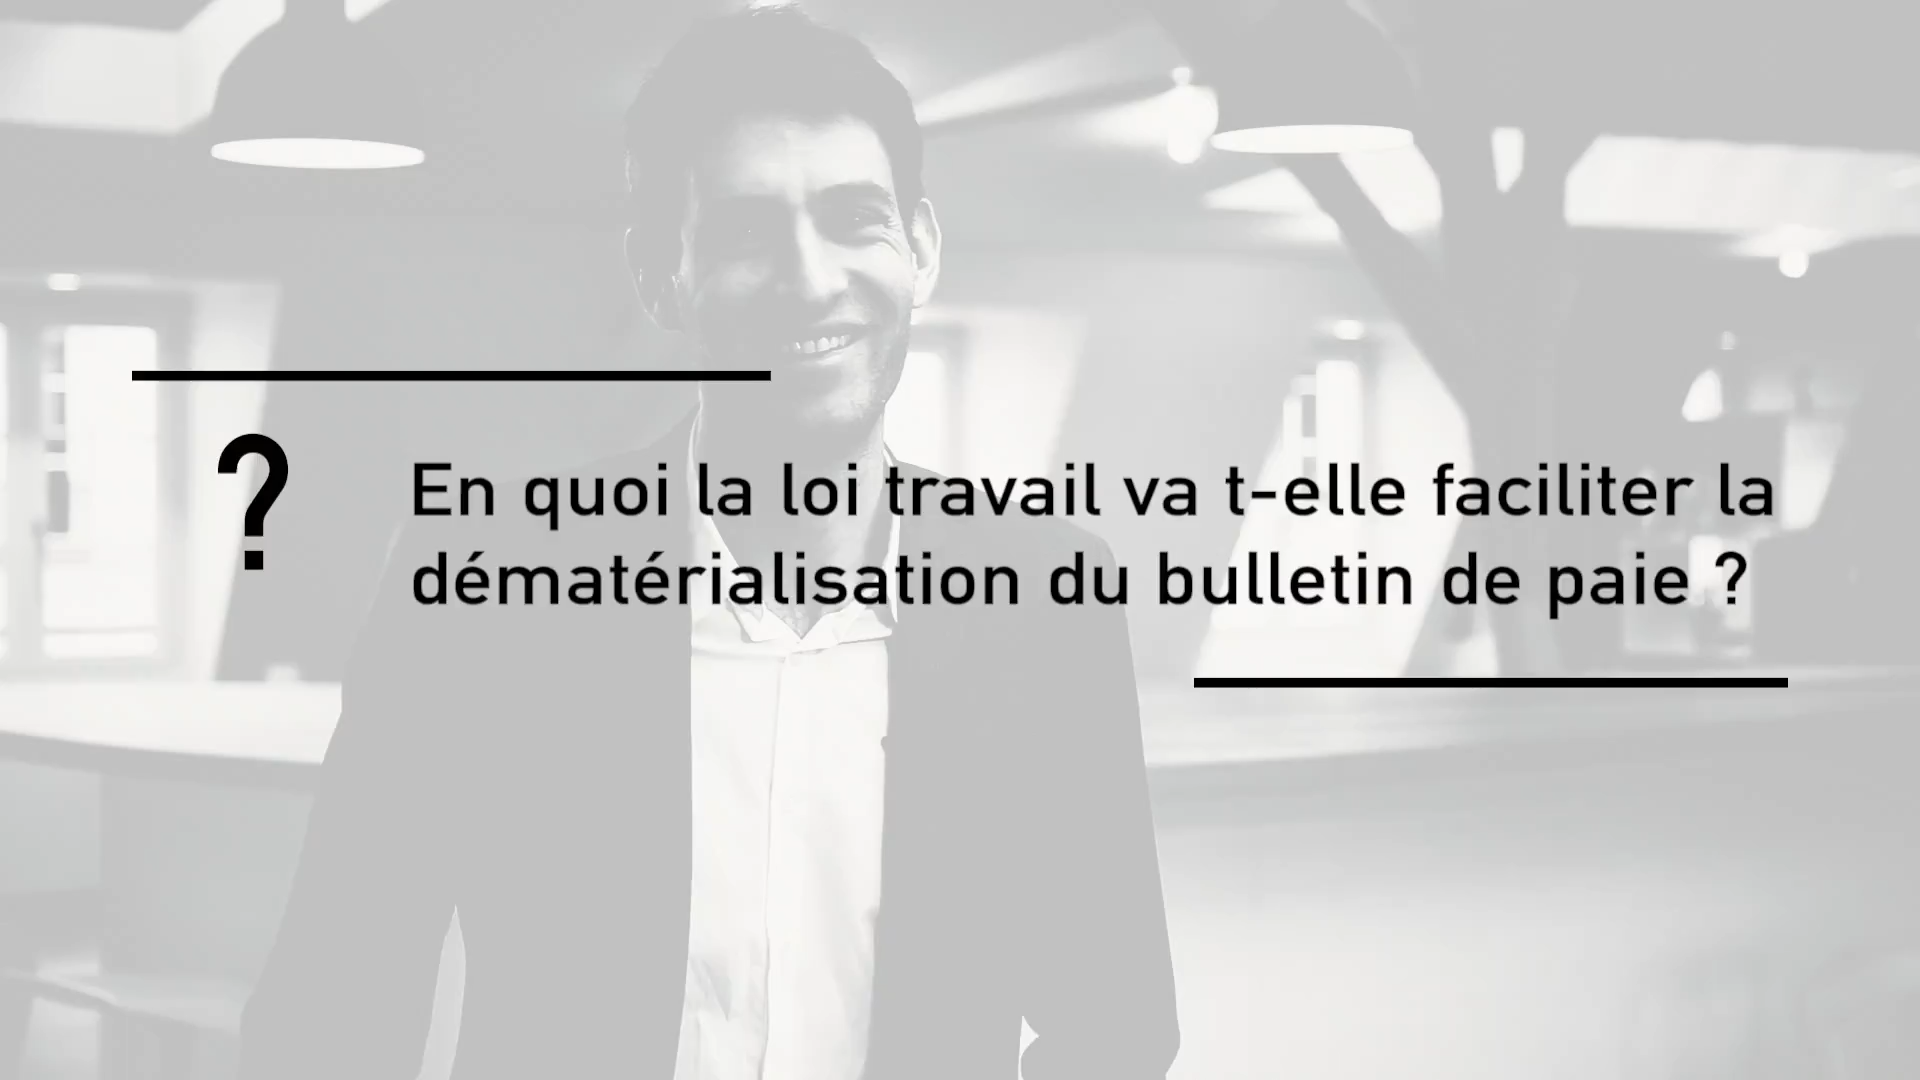 ?
En quoi la loi travail va t-elle faciliter la
dématérialisation du bulletin de paie ?